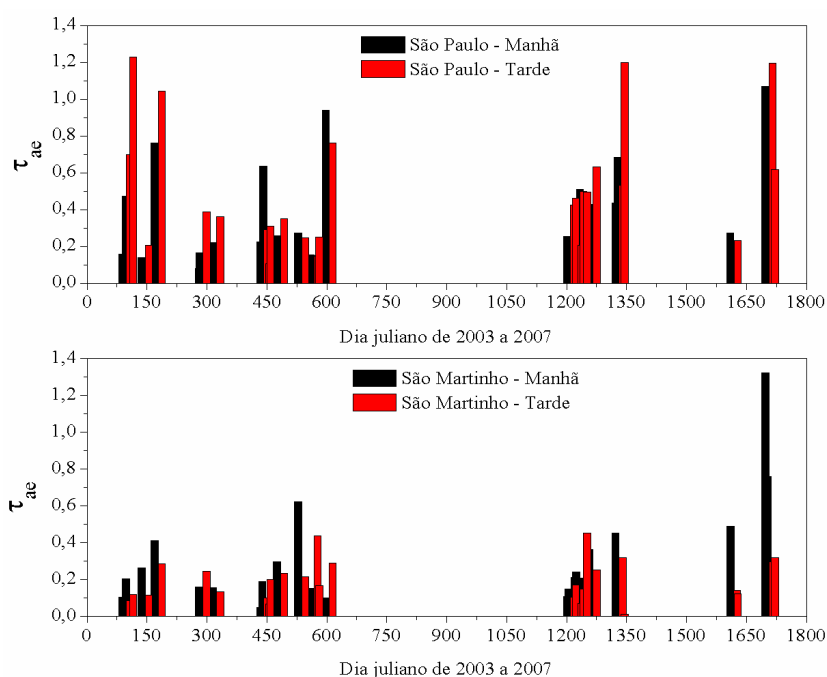 1,4
São Paulo - Manhã
1,2
São Paulo - Tarde
1,0
0,8
τae
0,6
0,4
0,2
0,0
0 150 300 450 600 750 900 1050 1200 1350 1500 1650 1800
Dia juliano de 2003 a 2007
1,4
São Martinho - Manhã
1,2
São Martinho - Tarde
1,0
0,8
τae
0,6
0,4
0,2
0,0
0 150 300 450 600 750 900 1050 1200 1350 1500 1650 1800
Dia juliano de 2003 a 2007